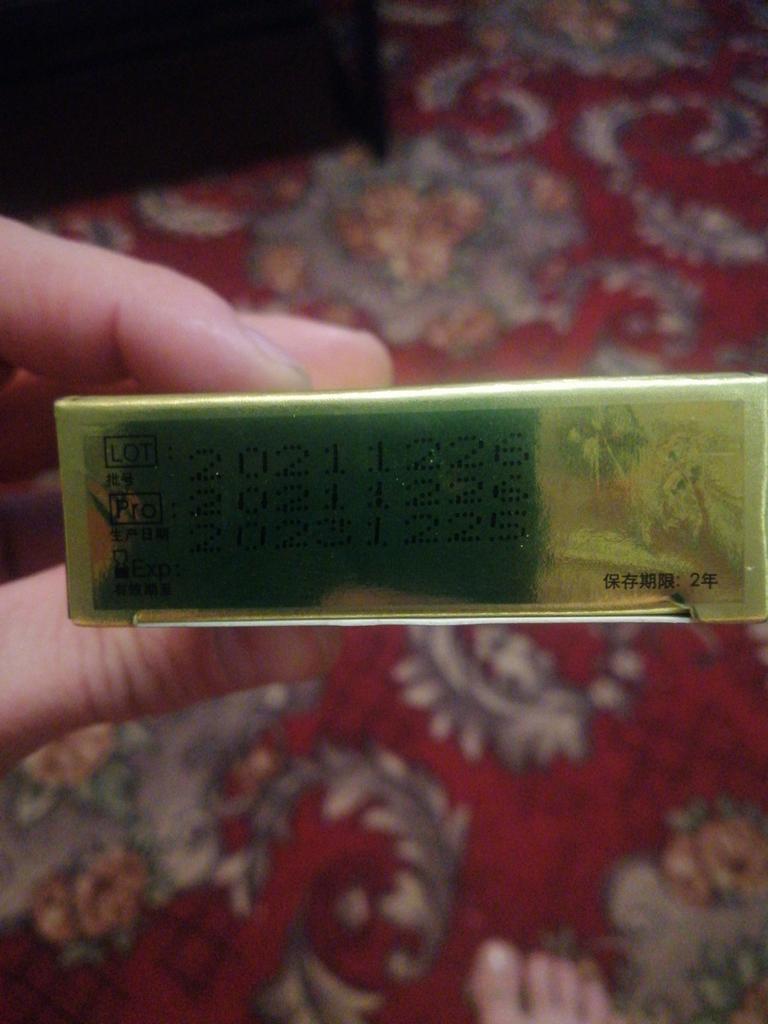 LOT : 20211226
批号
Pro : 20211226
生产日期
20231225
Exp:
有效期至
保存期限: 2年